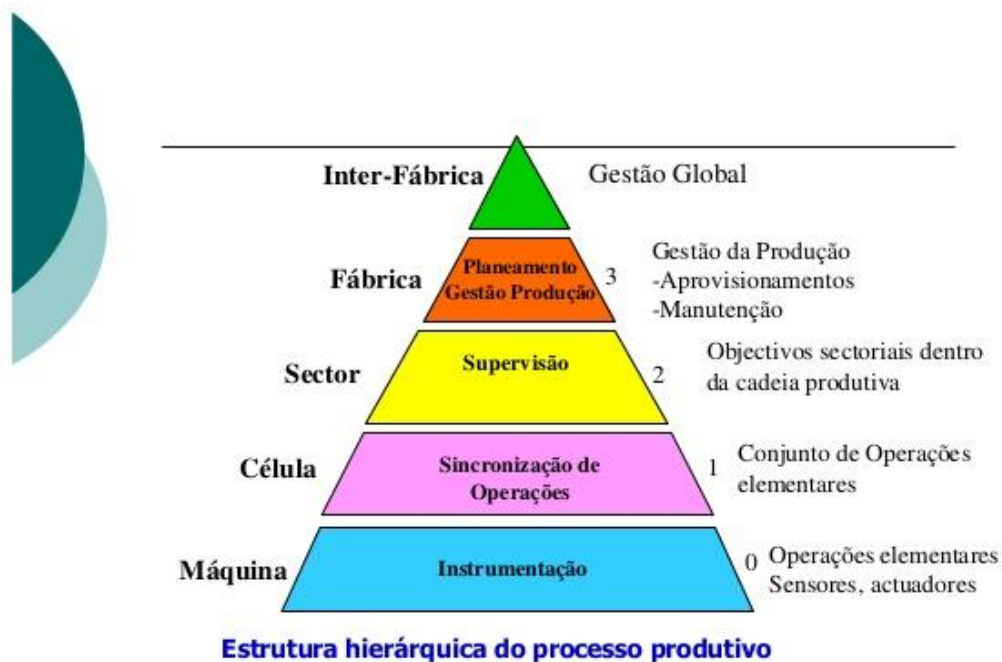 Inter-Fábrica
Gestão Global
Fábrica
Planeamento
Gestão Produção
3
Gestão da Produção
-Aprovisionamentos
-Manutenção
Sector
Supervisão
2
Objectivos sectoriais dentro
da cadeia produtiva
Célula
Sincronização de
Operações
1
Conjunto de Operações
elementares
Máquina
Instrumentação
0
Operações elementares
Sensores, actuadores
Estrutura hierárquica do processo produtivo